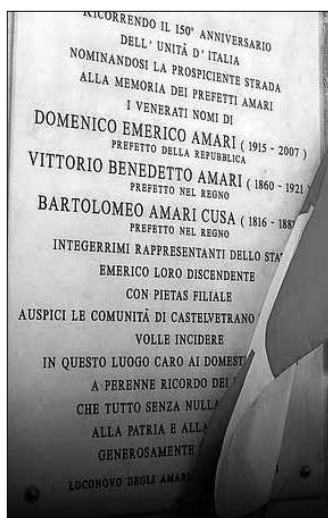 RICORRENDO IL 150° ANNIVERSARIO
DELL' UNITÀ D' ITALIA
NOMINANDOSI LA PROSPICIENTE STRADA
ALLA MEMORIA DEI PREFETTI AMARI
I VENERATI NOMI DI
DOMENICO EMERICO AMARI ( 1915 - 2007 )
PREFETTO DELLA REPUBBLICA
VITTORIO BENEDETTO AMARI ( 1860 - 1921
PREFETTO NEL REGNO
BARTOLOMEO AMARI CUSA ( 1816 -
PREFETTO NEL REGNO
INTEGERRIMI RAPPRESENTANTI DELLO
EMERICO LORO DISCENDENTE
CON PIETAS FILIALE
AUSPICI LE COMUNITÀ DI CASTELVETRANO
VOLLE INCIDERE
IN QUESTO LUOGO CARO AI
A PERENNE RICORDO DEI
CHE TUTTO SENZA NULLA
ALLA PATRIA E ALLA
GENEROSAMENTE
LOCONOVO DEGLI AMARI